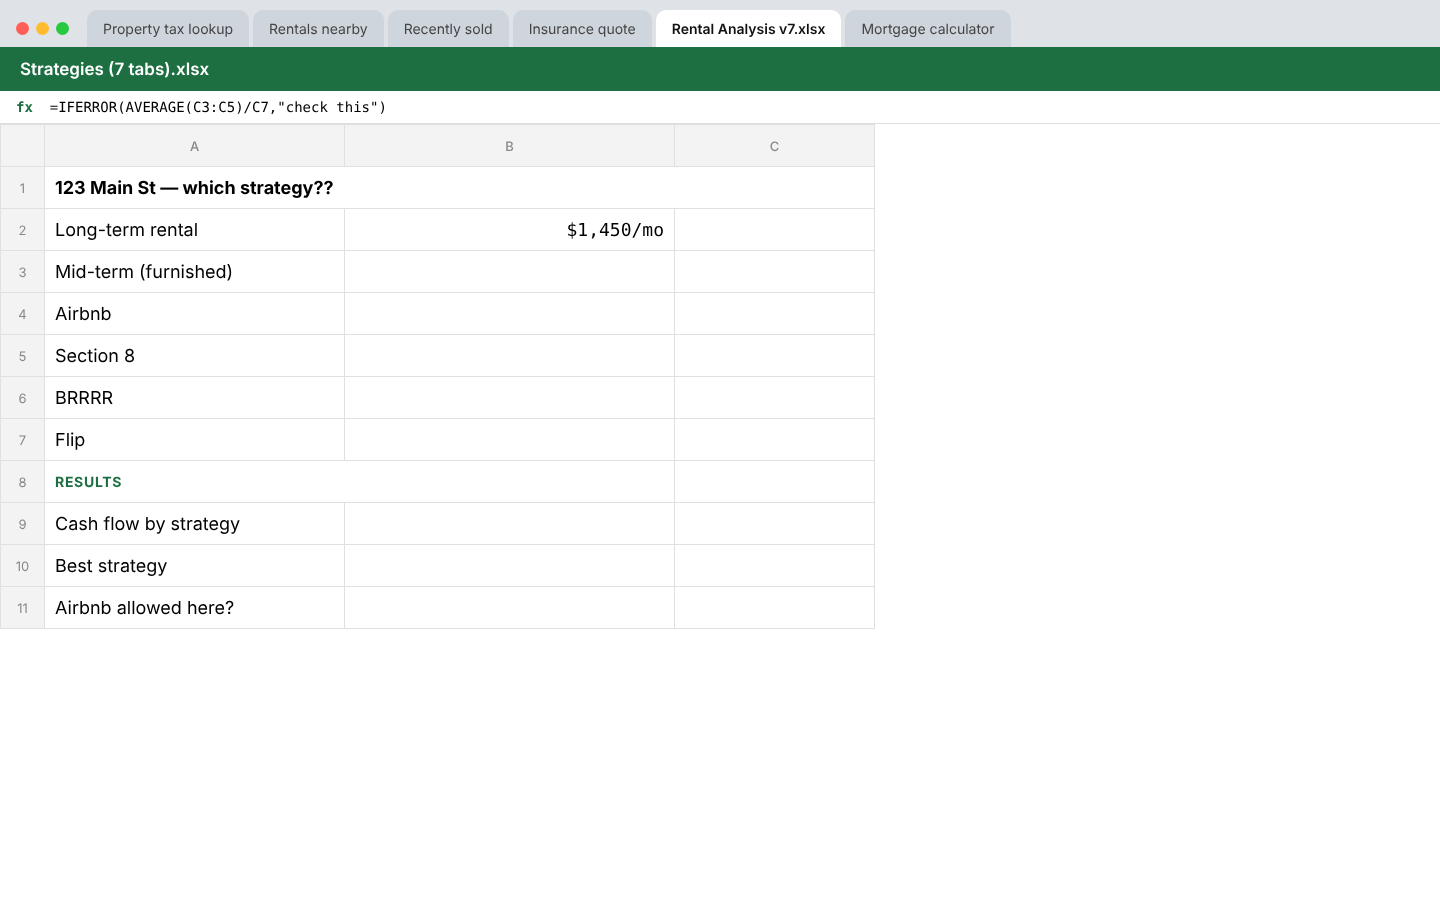 Property tax lookup
Rentals nearby
Recently sold
Insurance quote
Rental Analysis v7.xlsx
Mortgage calculator
Strategies (7 tabs).xlsx
fx =IFERROR(AVERAGE(C3:C5)/C7,"check this")
A B C
1 123 Main St — which strategy??
2 Long-term rental $1,450/mo
3 Mid-term (furnished)
4 Airbnb
5 Section 8
6 BRRRR
7 Flip
8 RESULTS
9 Cash flow by strategy
10 Best strategy
11 Airbnb allowed here?